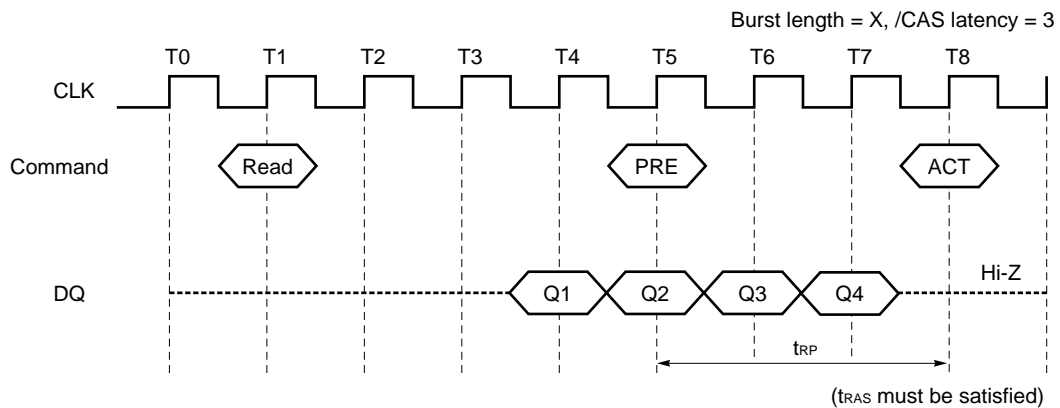 Burst length = X, /CAS latency = 3
T0 T1 T2 T3 T4 T5 T6 T7 T8
CLK
Command Read PRE ACT
Hi-Z
DQ Q1 Q2 Q3 Q4
tRP
(tRAS must be satisfied)